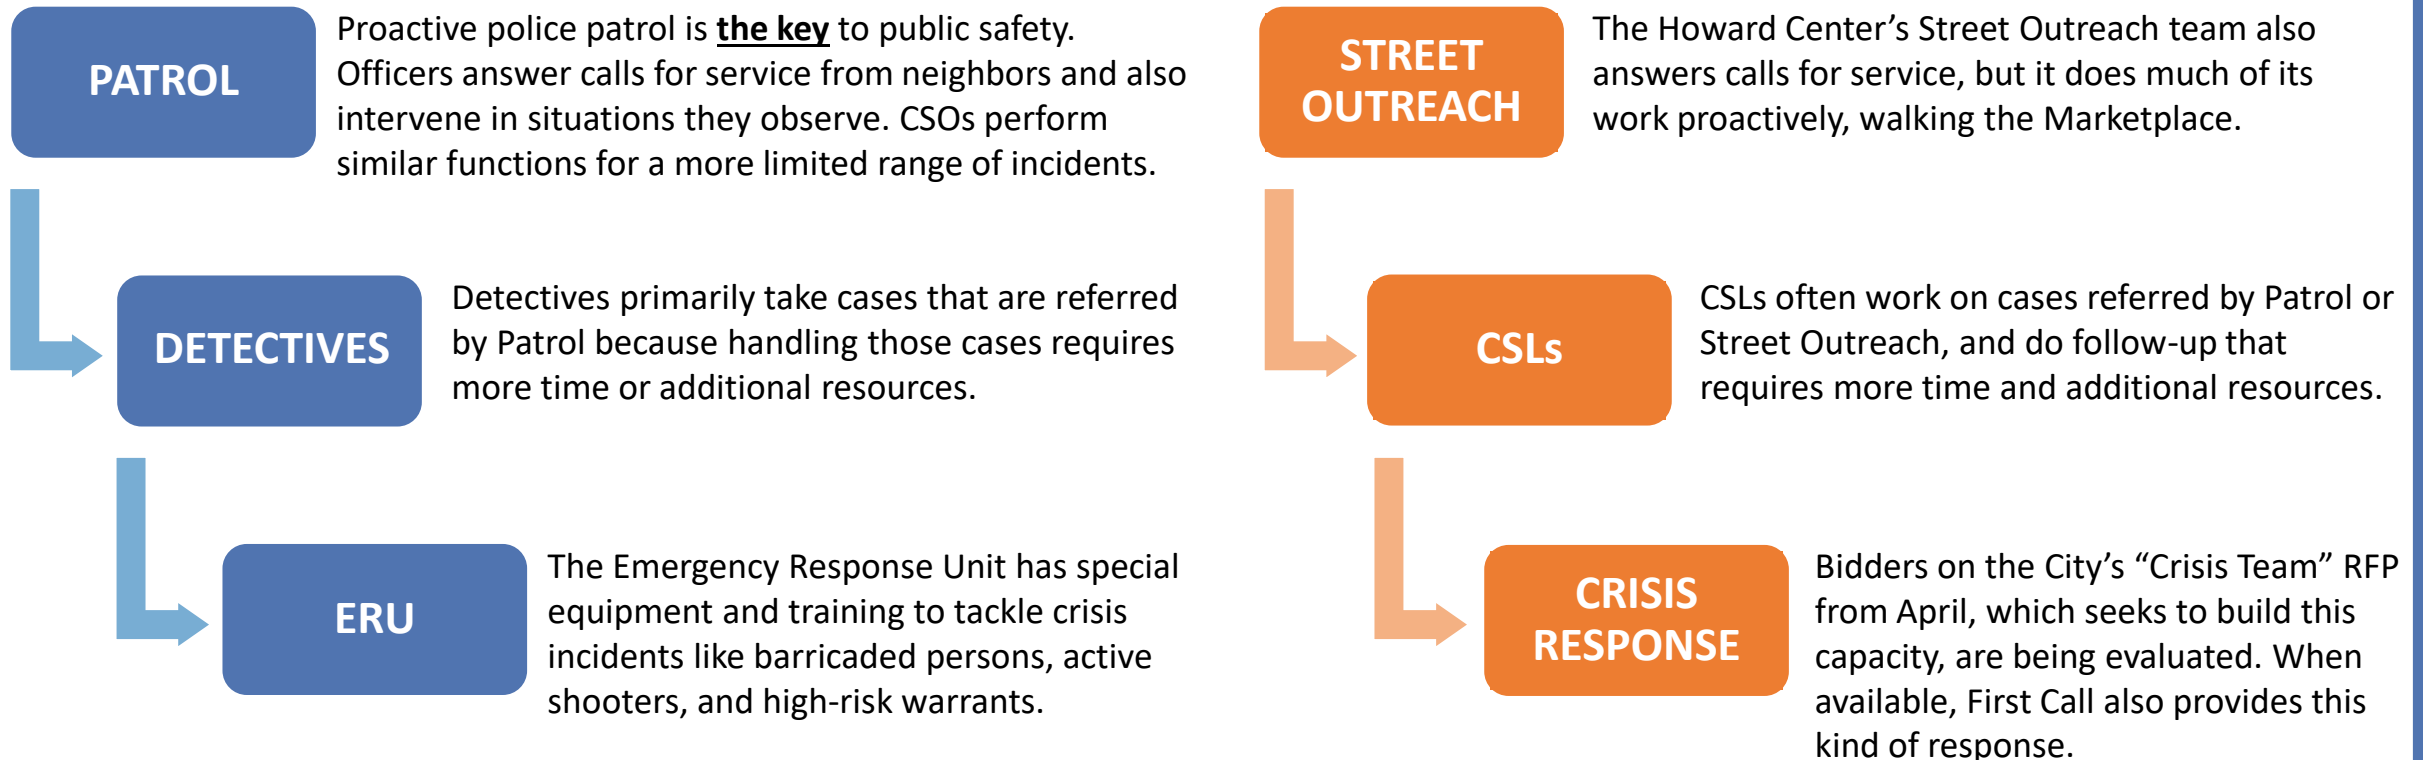 PATROL
Proactive police patrol is the key to public safety.
Officers answer calls for service from neighbors and also
intervene in situations they observe. CSOs perform
similar functions for a more limited range of incidents.
DETECTIVES
Detectives primarily take cases that are referred
by Patrol because handling those cases requires
more time or additional resources.
ERU
The Emergency Response Unit has special
equipment and training to tackle crisis
incidents like barricaded persons, active
shooters, and high-risk warrants.
STREET
OUTREACH
The Howard Center’s Street Outreach team also
answers calls for service, but it does much of its
work proactively, walking the Marketplace.
CSLs
CSLs often work on cases referred by Patrol or
Street Outreach, and do follow-up that
requires more time and additional resources.
CRISIS
RESPONSE
Bidders on the City’s “Crisis Team” RFP
from April, which seeks to build this
capacity, are being evaluated. When
available, First Call also provides this
kind of response.